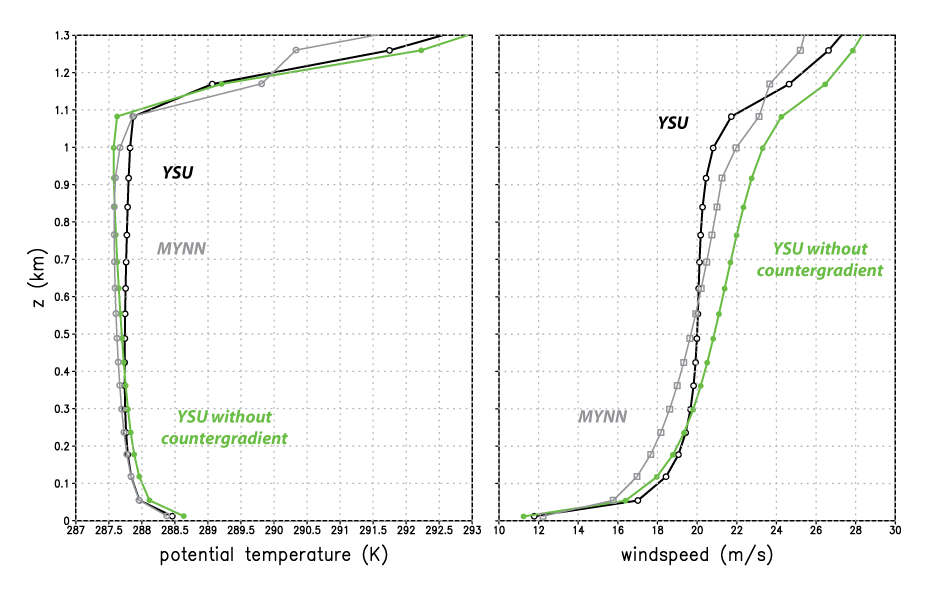 1.3
1.2
1.1
1
0.9
0.8
0.7
0.6
0.5
0.4
0.3
0.2
0.1
0
z (km)
YSU
MYNN
YSU without
countergradient
287 287.5 288 288.5 289 289.5 290 290.5 291 291.5 292 292.5 293
potential temperature (K)
YSU
YSU without
countergradient
MYNN
10 12 14 16 18 20 22 24 26 28 30
windspeed (m/s)